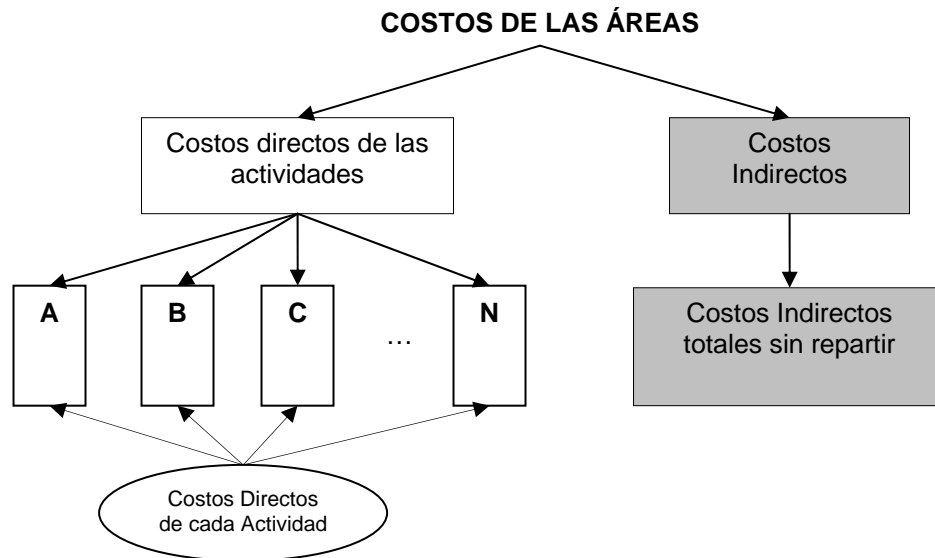 COSTOS DE LAS ÁREAS
Costos directos de las
actividades
Costos
Indirectos
A
B
C
...
N
Costos Indirectos
totales sin repartir
Costos Directos
de cada Actividad